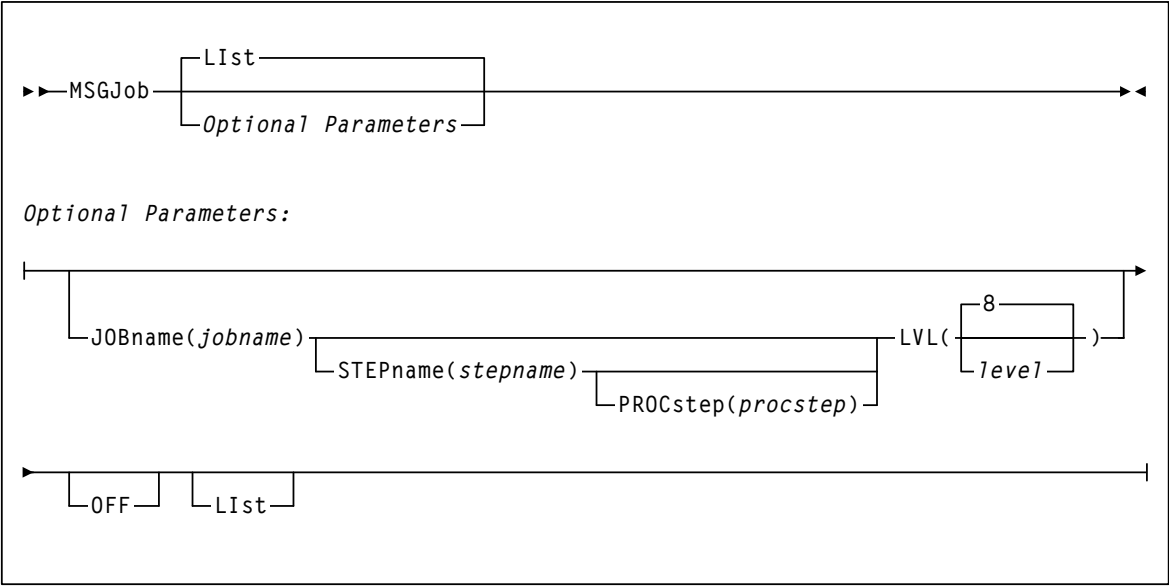 LIst
MSGJob
Optional Parameters
Optional Parameters:
8
JOBname(jobname) LVL( )
STEPname(stepname) level
PROCstep(procstep)
OFF LIst